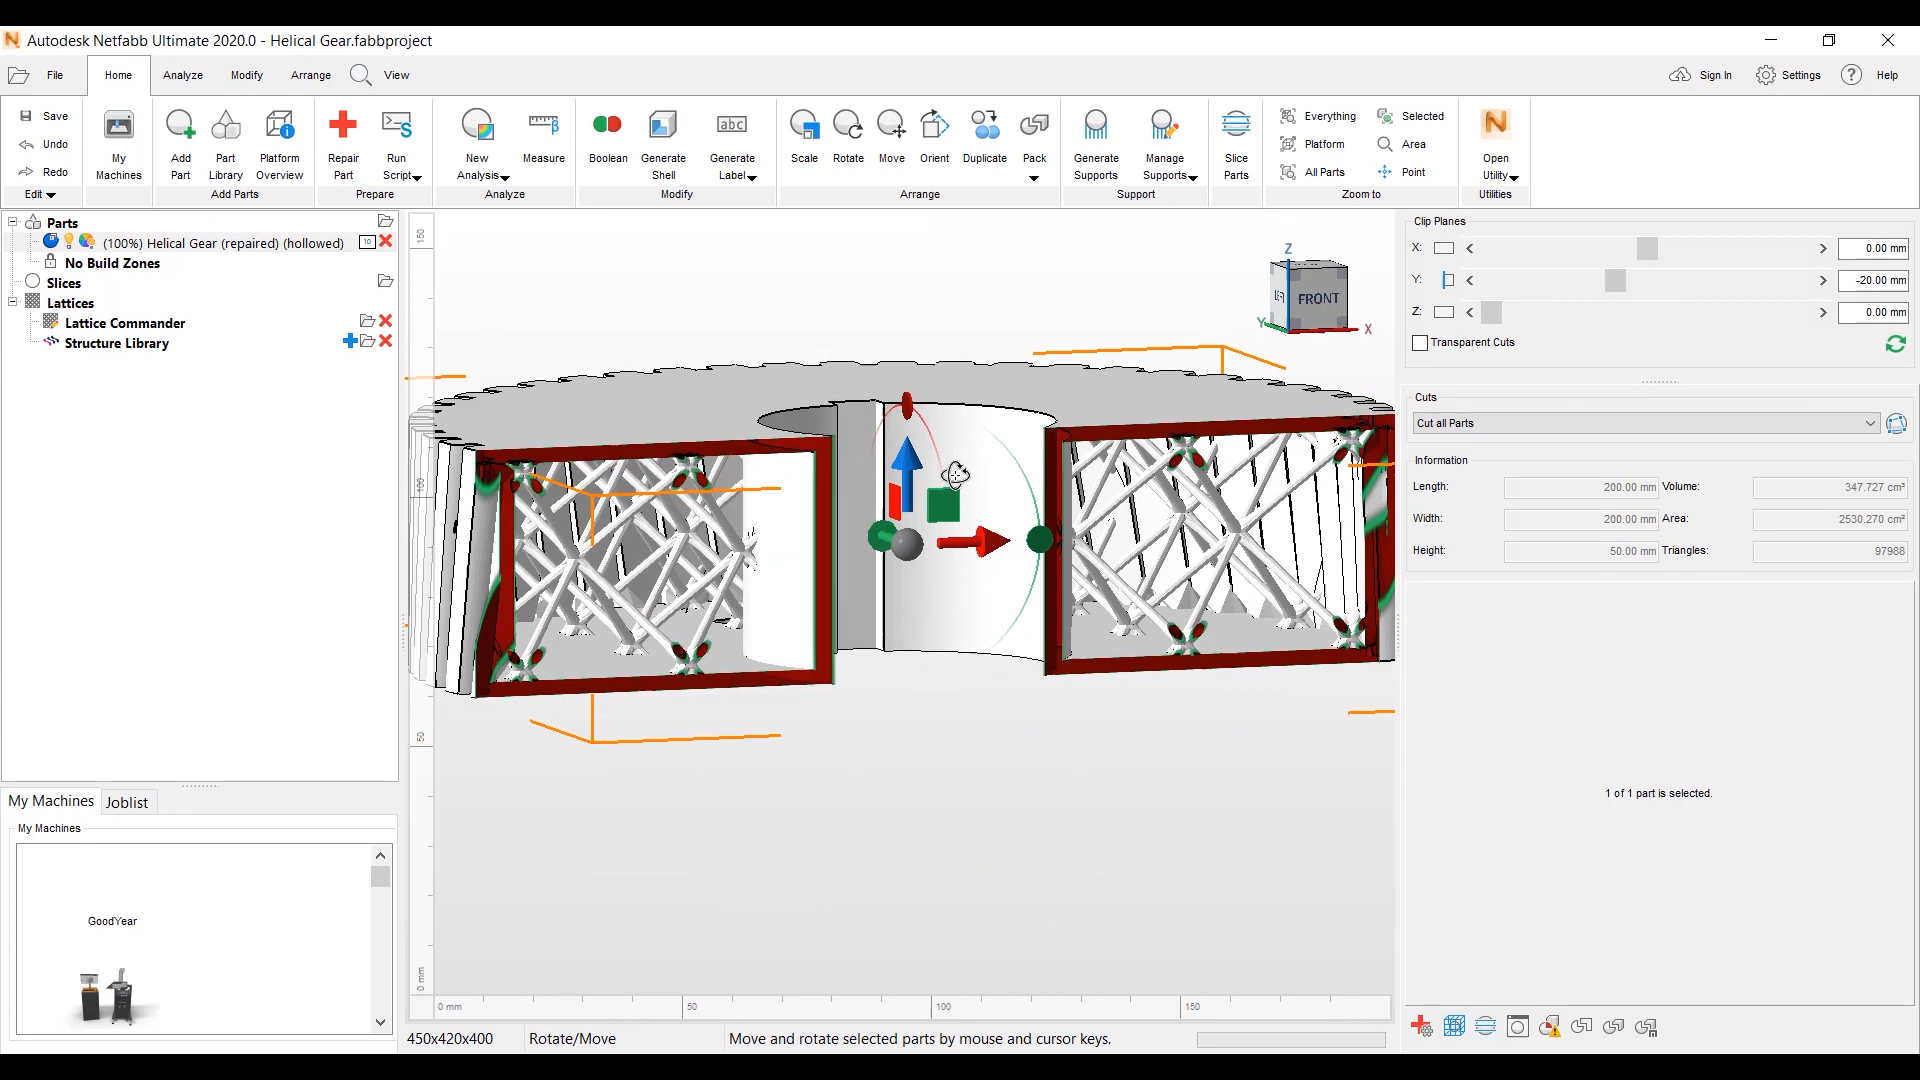 Autodesk Netfabb Ultimate 2020.0 - Helical Gear.fabbproject
File Home Analyze Modify Arrange View Sign In Settings Help
Save
Undo
Redo
Edit
My Machines
Add Part
Part Library
Platform Overview
Add Parts
Repair Part
Run Script
Prepare
New Analysis
Measure
Analyze
Boolean
Generate Shell
Generate Label
abc
Modify
Scale
Rotate
Move
Orient
Duplicate
Pack
Arrange
Generate Supports
Manage Supports
Support
Slice Parts
Everything
Platform
All Parts
Selected
Area
Point
Zoom to
Open Utility
Utilities
Parts
(100%) Helical Gear (repaired) (hollowed) 10
No Build Zones
Slices
Lattices
Lattice Commander
Structure Library
My Machines Joblist
My Machines
GoodYear
150
100
50
0 mm
0 mm 50 100 150
Z
FRONT
Y
X
Clip Planes
X: 0.00 mm
Y: -20.00 mm
Z: 0.00 mm
Transparent Cuts
Cuts
Cut all Parts
Information
Length: 200.00 mm Volume: 347.727 cm³
Width: 200.00 mm Area: 2530.270 cm²
Height: 50.00 mm Triangles: 97988
1 of 1 part is selected.
450x420x400 Rotate/Move Move and rotate selected parts by mouse and cursor keys.